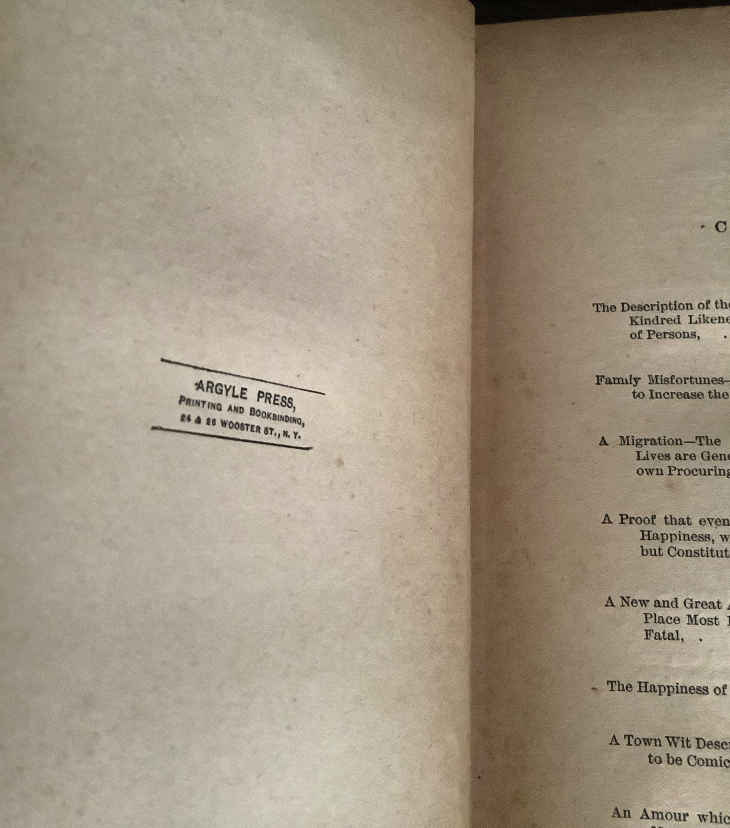 ARGYLE PRESS,
PRINTING AND BOOKBINDING,
24 & 26 WOOSTER ST., N. Y.
C
The Description of the
Kindred Likene
of Persons, .
Family Misfortunes—
to Increase the
A Migration—The
Lives are Gene
own Procuring
A Proof that even
Happiness, w
but Constitut
A New and Great A
Place Most
Fatal, .
The Happiness of
A Town Wit Descr
to be Comic
An Amour whic